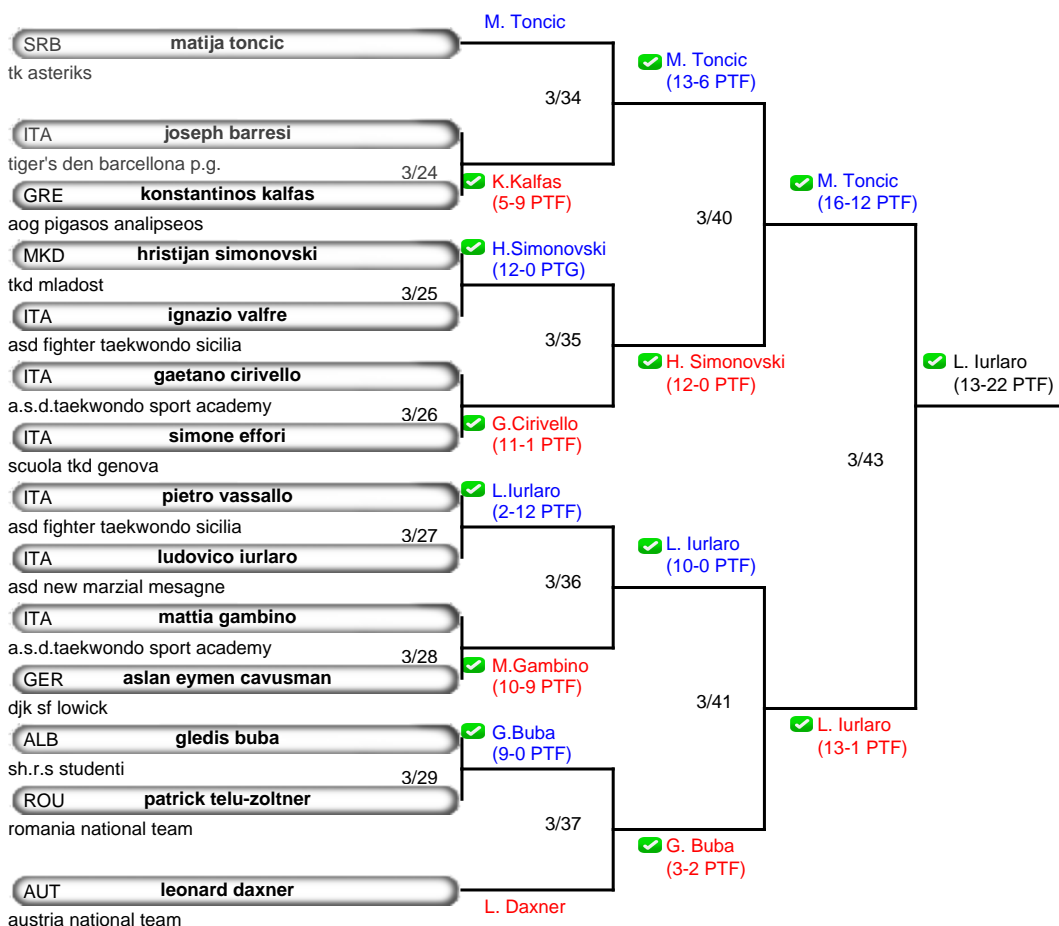 M. Toncic
SRB matija toncic
tk asteriks
M. Toncic
(13-6 PTF)
3/34
ITA joseph barresi
tiger's den barcellona p.g.
3/24
K.Kalfas
(5-9 PTF)
GRE konstantinos kalfas
aog pigasos analipseos
M. Toncic
(16-12 PTF)
3/40
MKD hristijan simonovski
tkd mladost
H.Simonovski
(12-0 PTG)
3/25
ITA ignazio valfre
asd fighter taekwondo sicilia
3/35
H. Simonovski
(12-0 PTF)
L. Iurlaro
(13-22 PTF)
ITA gaetano cirivello
a.s.d.taekwondo sport academy
3/26
G.Cirivello
(11-1 PTF)
ITA simone effori
scuola tkd genova
3/43
ITA pietro vassallo
asd fighter taekwondo sicilia
L.Iurlaro
(2-12 PTF)
3/27
L. Iurlaro
(10-0 PTF)
ITA ludovico iurlaro
asd new marzial mesagne
3/36
ITA mattia gambino
a.s.d.taekwondo sport academy
3/28
M.Gambino
(10-9 PTF)
GER aslan eymen cavusman
djk sf lowick
3/41
L. Iurlaro
(13-1 PTF)
ALB gledis buba
sh.r.s studenti
G.Buba
(9-0 PTF)
3/29
ROU patrick telu-zoltner
romania national team
3/37
G. Buba
(3-2 PTF)
AUT leonard daxner
austria national team
L. Daxner